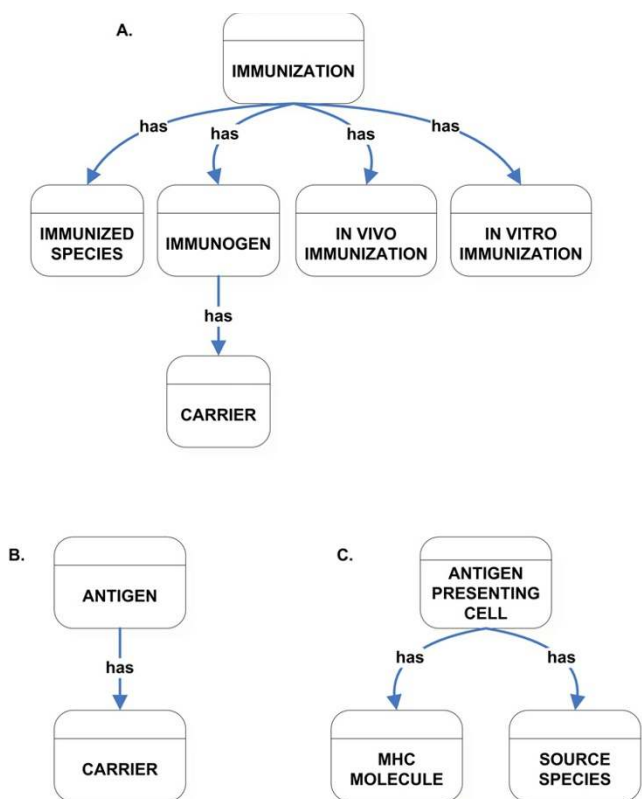 A.
IMMUNIZATION
has
has
has
has
IMMUNIZED
SPECIES
IMMUNOGEN
IN VIVO
IMMUNIZATION
IN VITRO
IMMUNIZATION
has
CARRIER
B.
ANTIGEN
has
CARRIER
C.
ANTIGEN
PRESENTING
CELL
has
has
MHC
MOLECULE
SOURCE
SPECIES